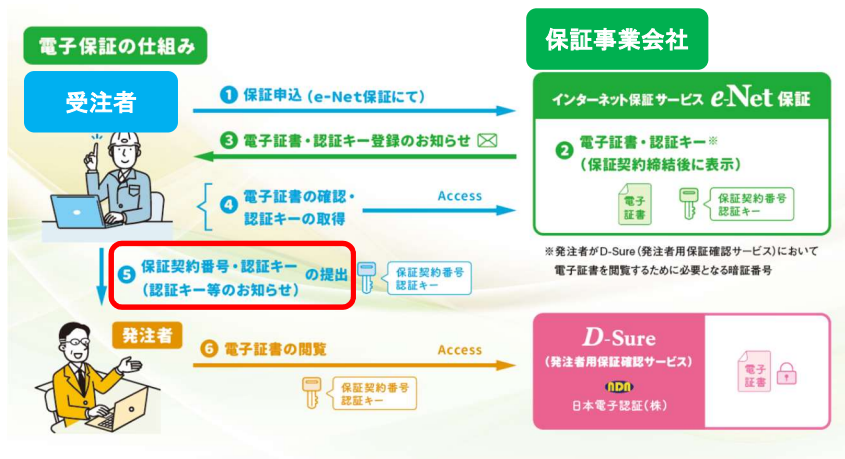 電子保証の仕組み
保証事業会社
受注者
❶ 保証申込（e-Net保証にて）
インターネット保証サービス e-Net 保証
❸ 電子証書・認証キー登録のお知らせ
❷ 電子証書・認証キー※
（保証契約締結後に表示）
❹ 電子証書の確認・
認証キーの取得
Access
電子
証書
保証契約番号
認証キー
※発注者がD-Sure（発注者用保証確認サービス）において
電子証書を閲覧するために必要となる暗証番号
❺ 保証契約番号・認証キー
（認証キー等のお知らせ）
の提出
保証契約番号
認証キー
発注者
❻ 電子証書の閲覧
Access
保証契約番号
認証キー
D-Sure
（発注者用保証確認サービス）
NDN
日本電子認証（株）
電子
証書